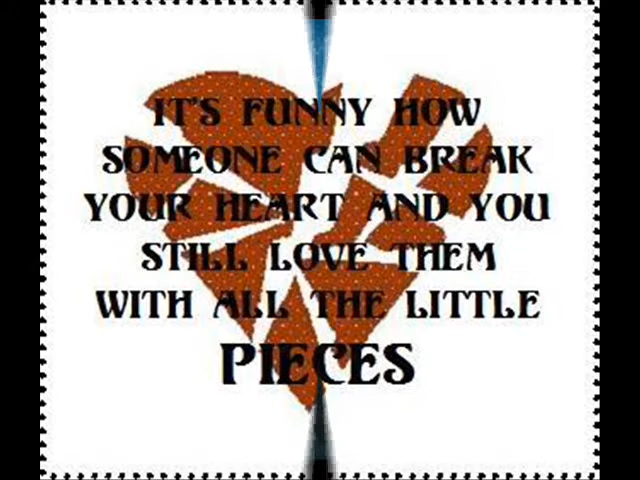 IT'S FUNNY HOW
SOMEONE CAN BREAK
YOUR HEART AND YOU
STILL LOVE THEM
WITH ALL THE LITTLE
PIECES